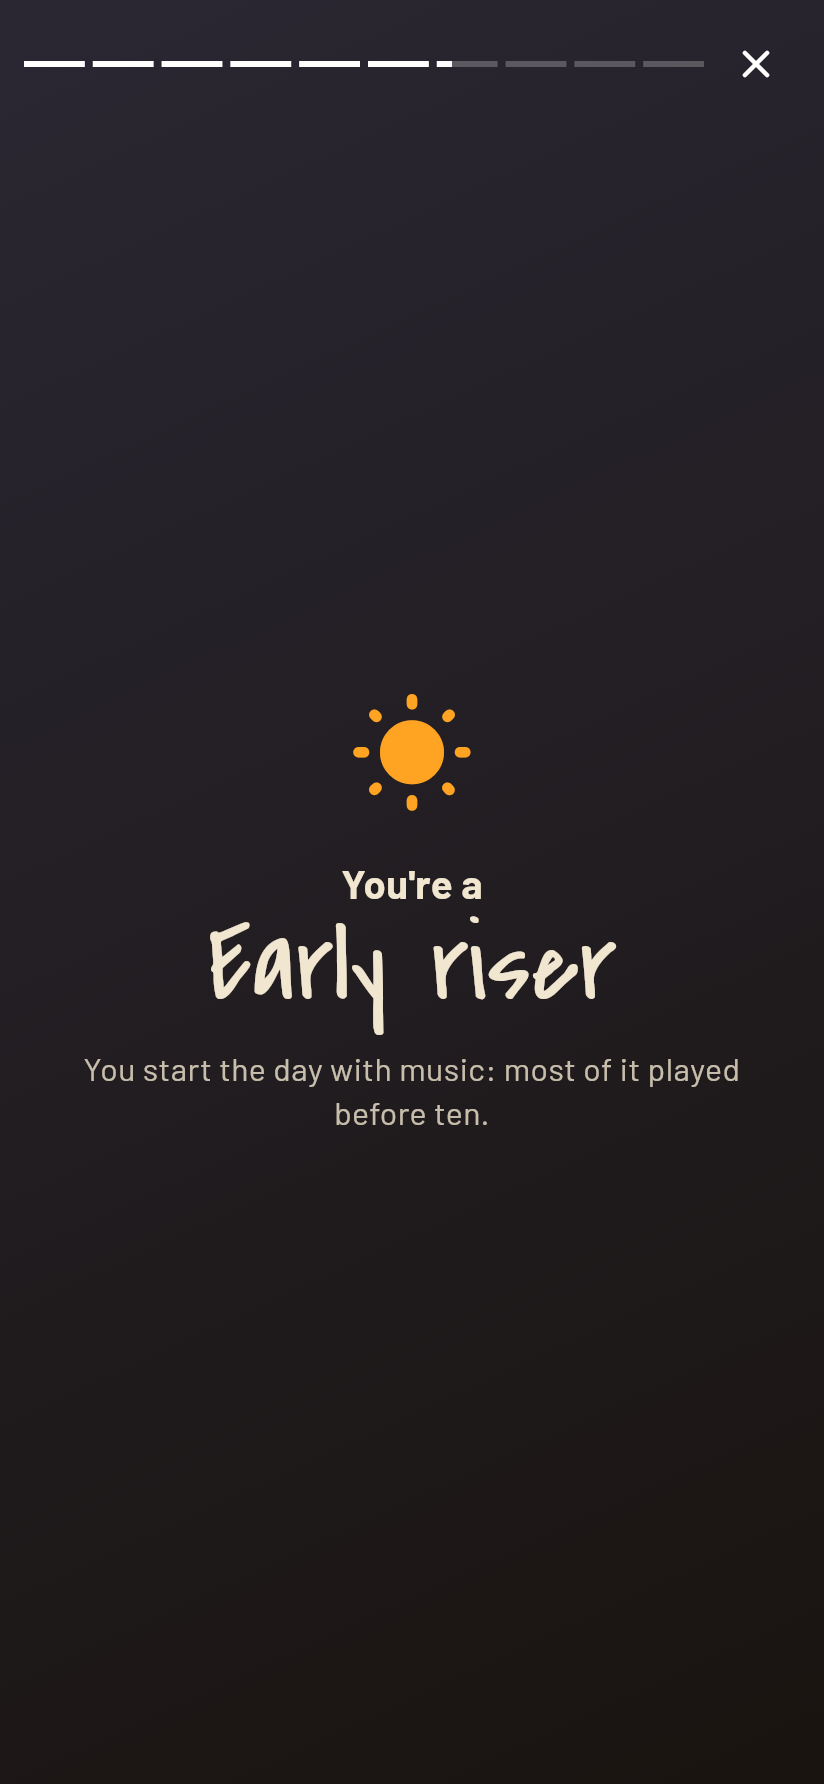 You're a
Early riser
You start the day with music: most of it played
before ten.